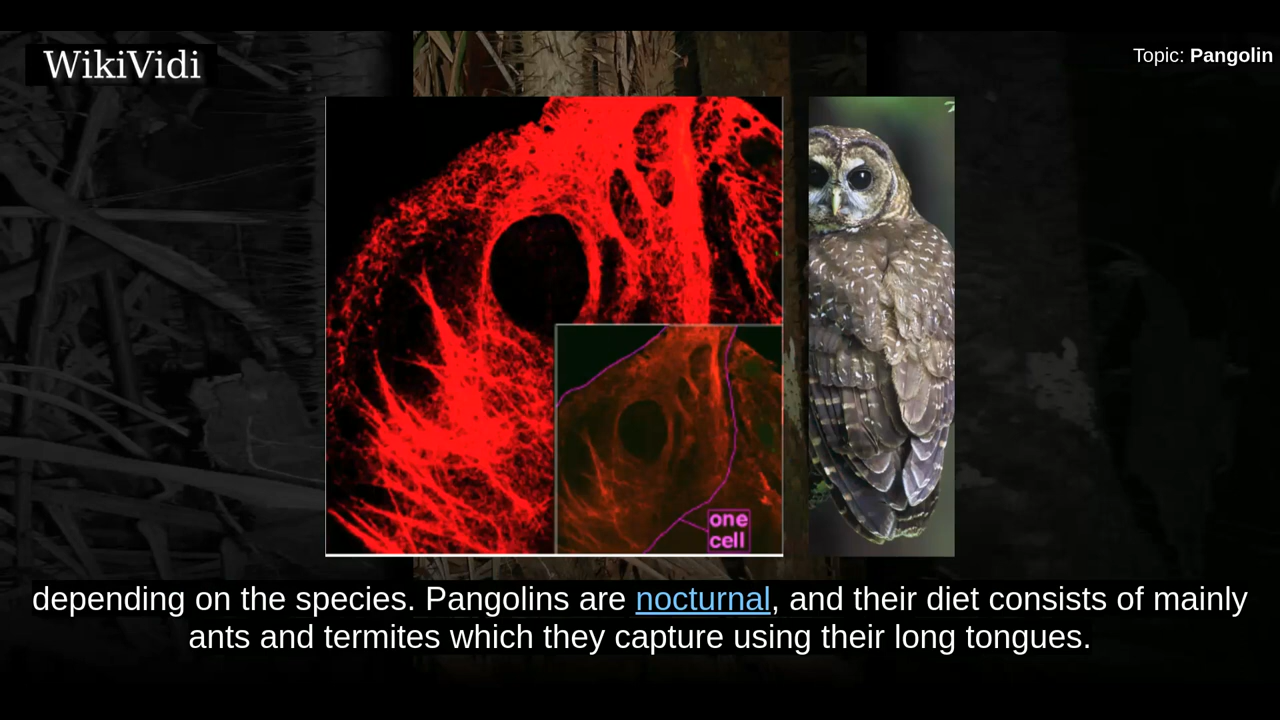 WikiVidi
Topic: Pangolin
one
cell
depending on the species. Pangolins are nocturnal, and their diet consists of mainly
ants and termites which they capture using their long tongues.